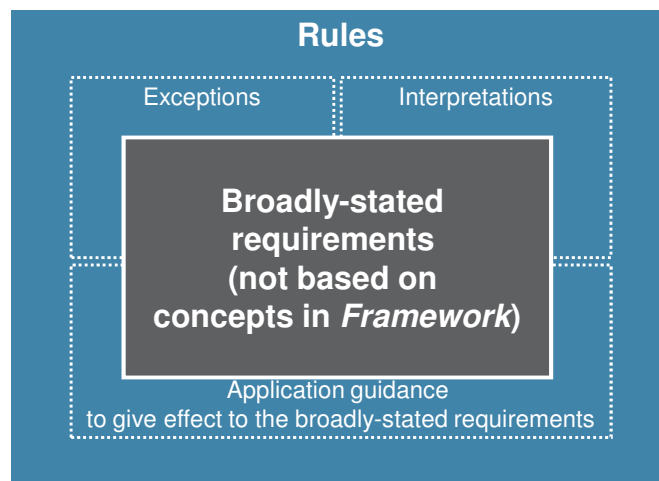 Rules
Exceptions
Interpretations
Broadly-stated
requirements
(not based on
concepts in Framework)
Application guidance
to give effect to the broadly-stated requirements